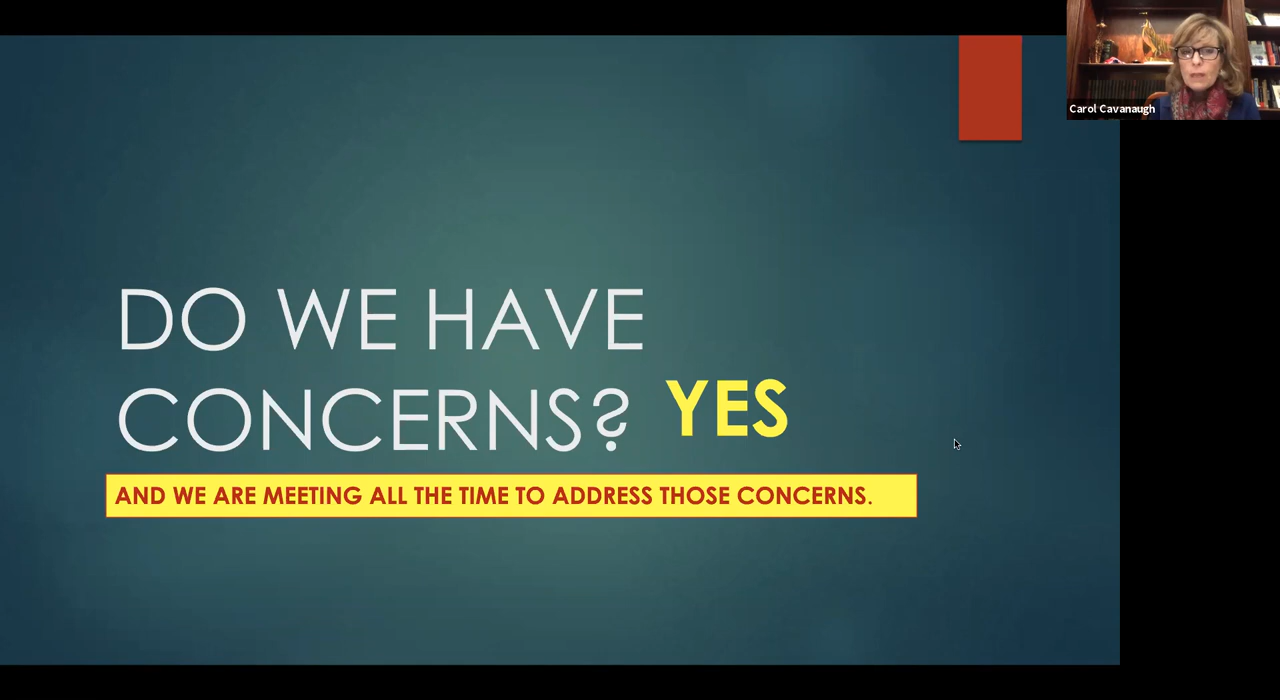 Carol Cavanaugh
DO WE HAVE
CONCERNS? YES
AND WE ARE MEETING ALL THE TIME TO ADDRESS THOSE CONCERNS.